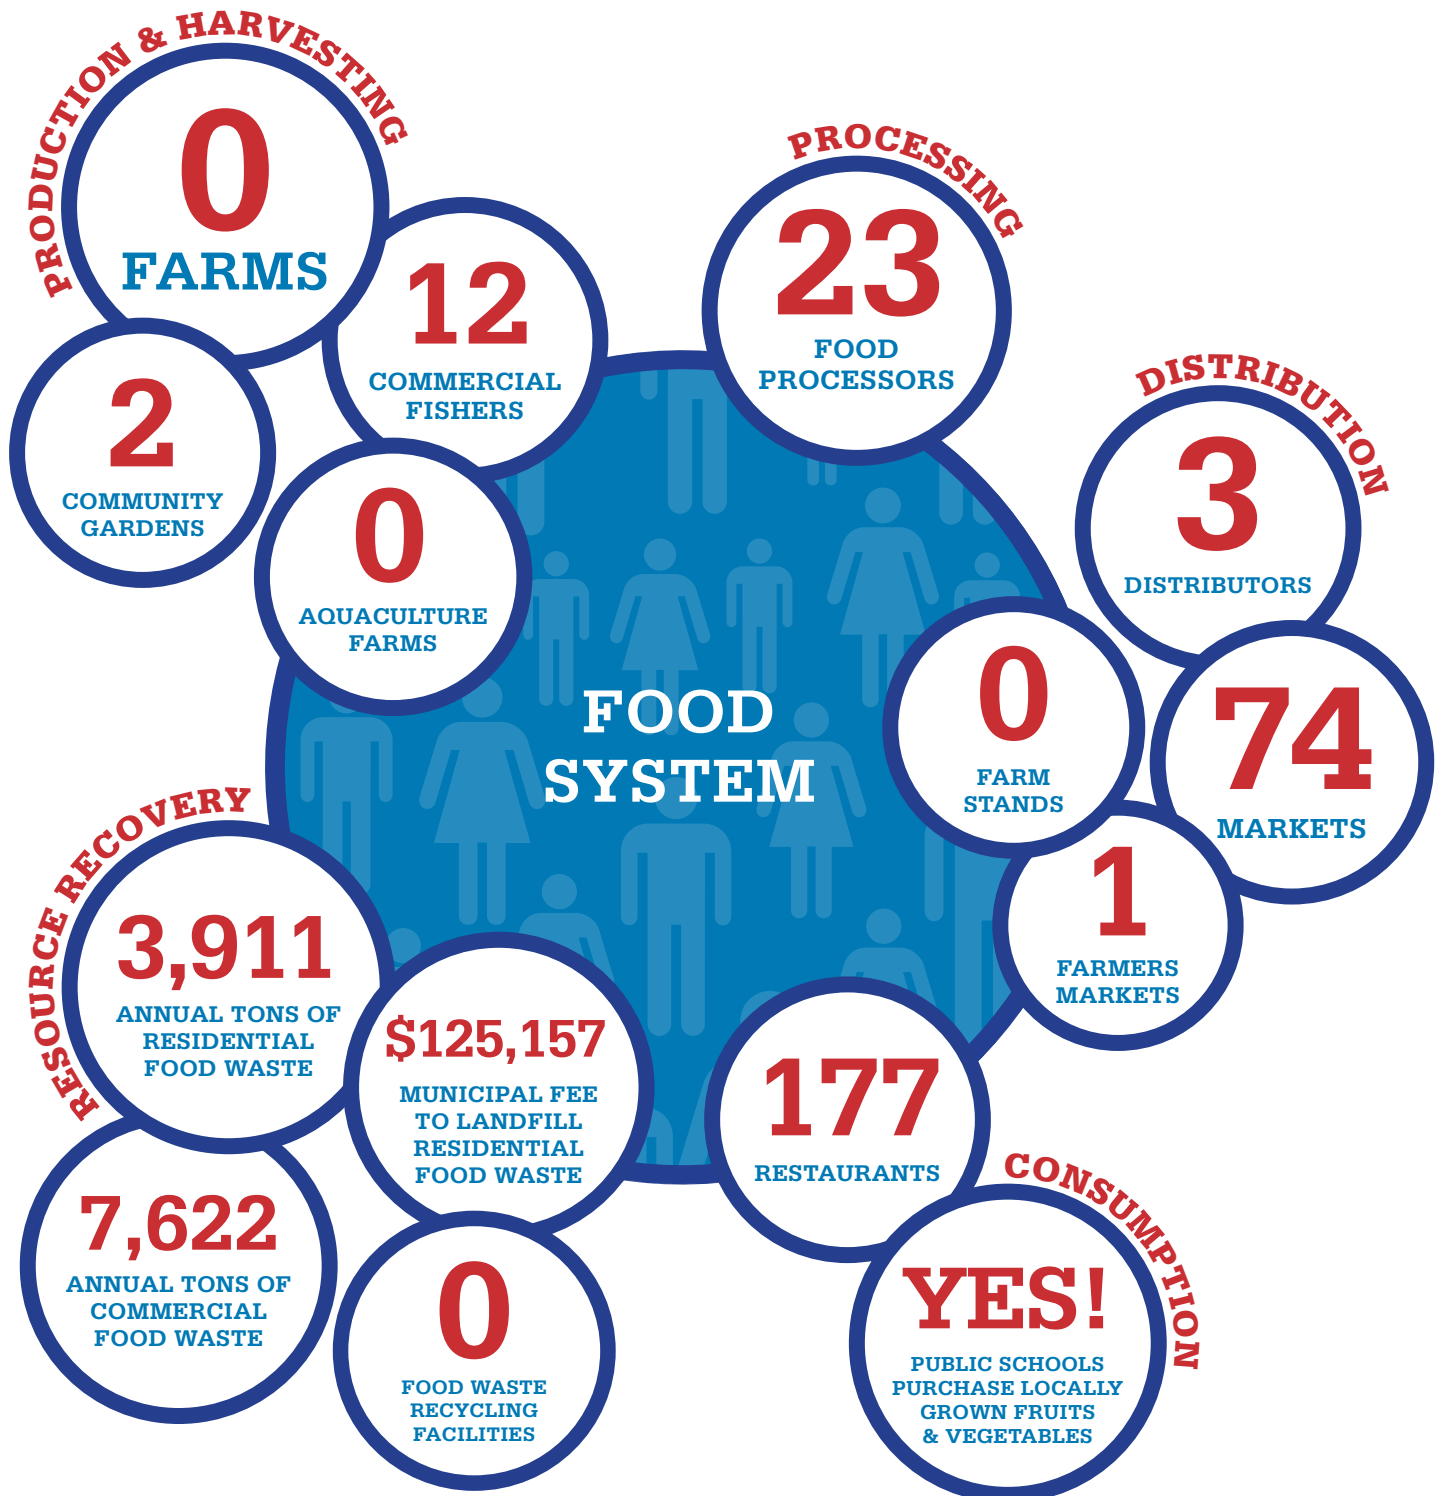 PRODUCTION & HARVESTING
0
FARMS
12
COMMERCIAL
FISHERS
2
COMMUNITY
GARDENS
0
AQUACULTURE
FARMS
PROCESSING
23
FOOD
PROCESSORS
DISTRIBUTION
3
DISTRIBUTORS
0
FARM
STANDS
74
MARKETS
1
FARMERS
MARKETS
FOOD
SYSTEM
RESOURCE RECOVERY
3,911
ANNUAL TONS OF
RESIDENTIAL
FOOD WASTE
$125,157
MUNICIPAL FEE
TO LANDFILL
RESIDENTIAL
FOOD WASTE
7,622
ANNUAL TONS OF
COMMERCIAL
FOOD WASTE
0
FOOD WASTE
RECYCLING
FACILITIES
177
RESTAURANTS
CONSUMPTION
YES!
PUBLIC SCHOOLS
PURCHASE LOCALLY
GROWN FRUITS
& VEGETABLES